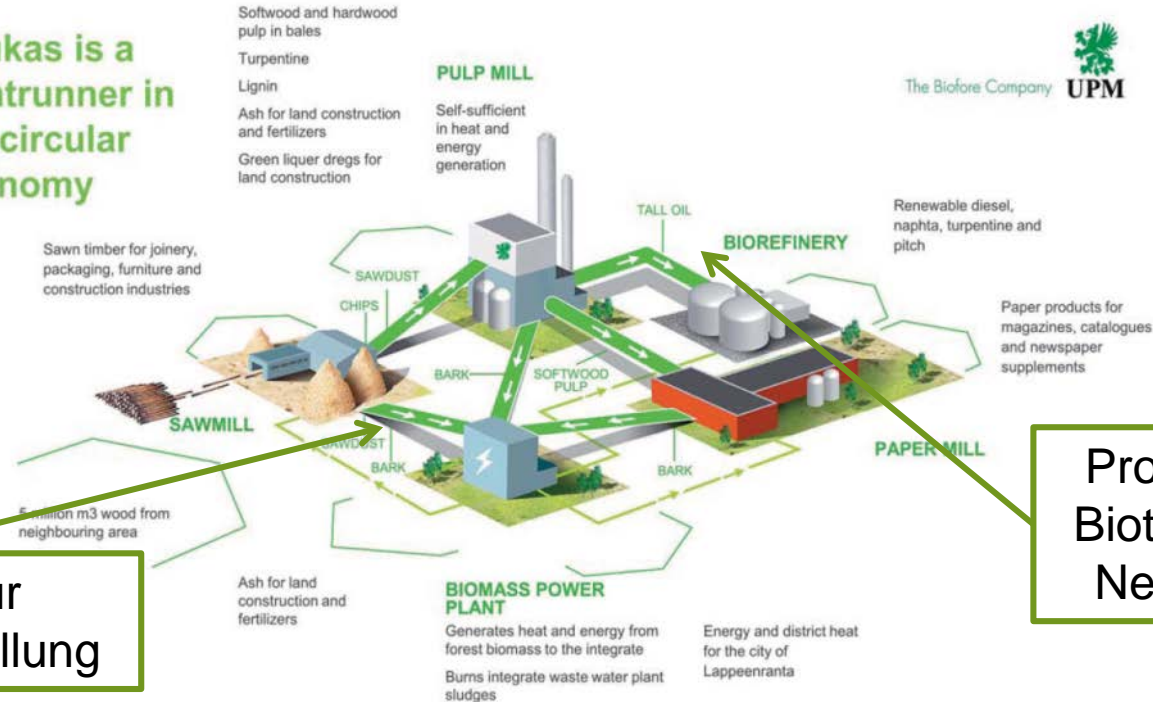 kas is a
ntrunner in
circular
nomy
Softwood and hardwood
pulp in bales
Turpentine
Lignin
Ash for land construction
and fertilizers
Green liquer dregs for
land construction
PULP MILL
Self-sufficient
in heat and
energy
generation
The Biofore Company UPM
Sawn timber for joinery,
packaging, furniture and
construction industries
SAWDUST
CHIPS
TALL OIL
BIOREFINERY
Renewable diesel,
naphta, turpentine and
pitch
Paper products for
magazines, catalogues
and newspaper
supplements
BARK
SOFTWOOD
PULP
SAWMILL
SAWDUST
BARK
BARK
PAPER MILL
5 million m3 wood from
neighbouring area
Ash for land
construction and
fertilizers
BIOMASS POWER
PLANT
Generates heat and energy from
forest biomass to the integrate
Burns integrate waste water plant
sludges
Energy and district heat
for the city of
Lappeenranta
ur
llung
Pro
Biot
Ne